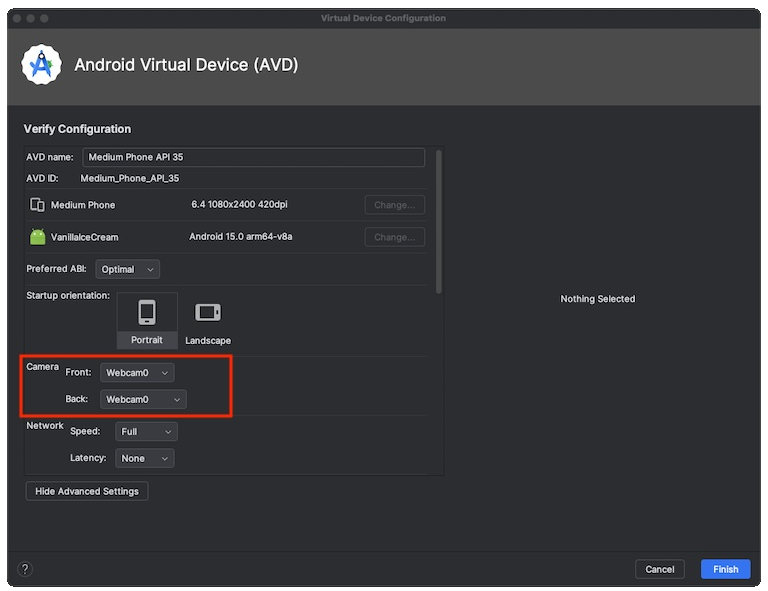 Virtual Device Configuration
Android Virtual Device (AVD)
Verify Configuration
AVD name: Medium Phone API 35
AVD ID: Medium_Phone_API_35
Medium Phone 6.4 1080x2400 420dpi Change...
VanillaIceCream Android 15.0 arm64-v8a Change...
Preferred ABI: Optimal
Startup orientation:
Portrait Landscape
Nothing Selected
Camera Front: Webcam0
Back: Webcam0
Network Speed: Full
Latency: None
Hide Advanced Settings
? Cancel Finish